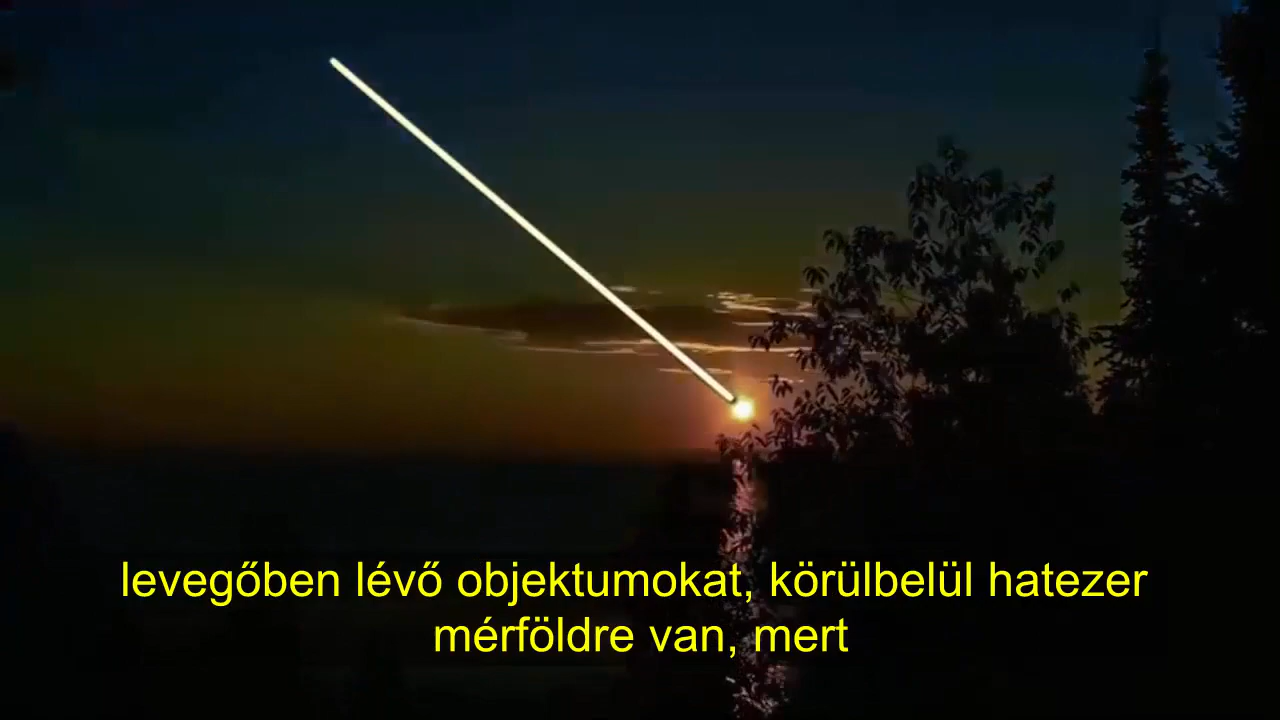 levegőben lévő objektumokat, körülbelül hatezer
mérföldre van, mert